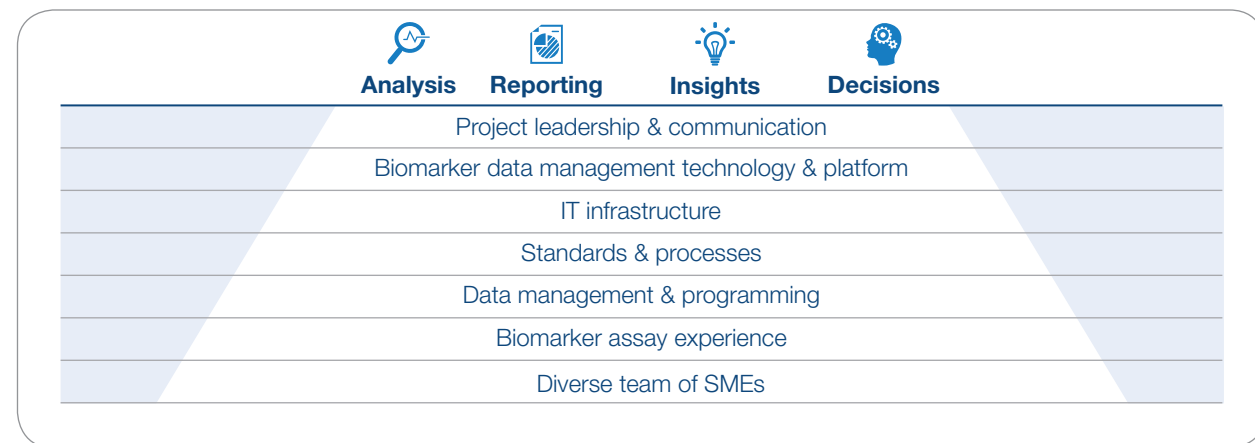 Analysis Reporting Insights Decisions
Project leadership & communication
Biomarker data management technology & platform
IT infrastructure
Standards & processes
Data management & programming
Biomarker assay experience
Diverse team of SMEs